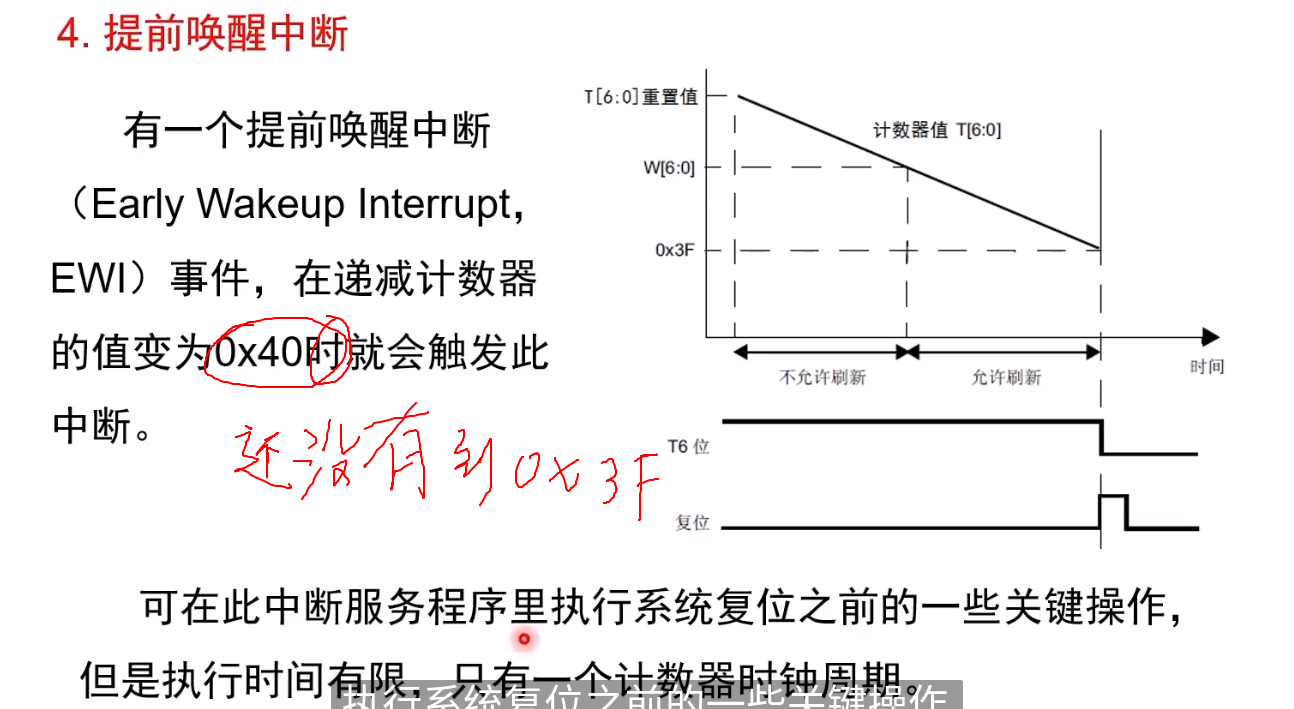 4. 提前唤醒中断
有一个提前唤醒中断
（Early Wakeup Interrupt，
EWI）事件，在递减计数器
的值变为0x40时就会触发此
中断。
还没有到0x3F
T[6:0]重置值
计数器值 T[6:0]
W[6:0]
0x3F
不允许刷新
允许刷新
时间
T6 位
复位
可在此中断服务程序里执行系统复位之前的一些关键操作，
但是执行时间有限，只有一个计数器时钟周期。
执行系统复位之前的一些关键操作